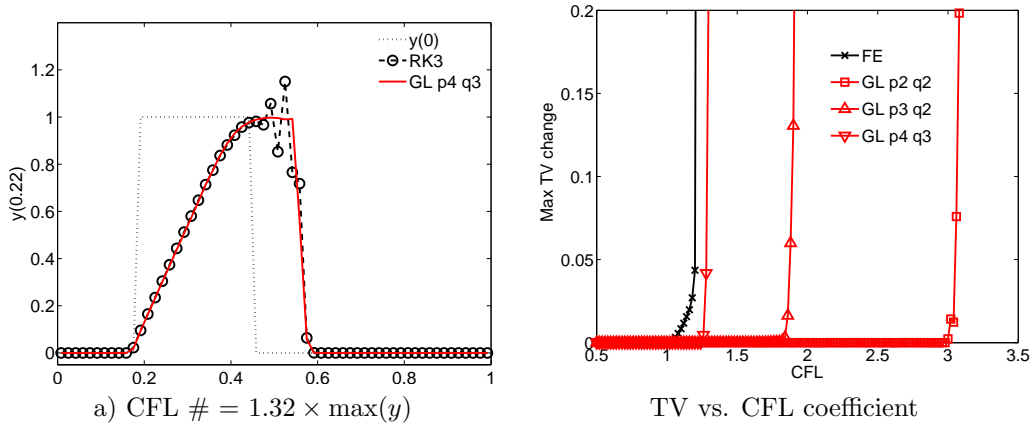 y(0)
RK3
GL p4 q3
y(0.22)
1.2
1
0.8
0.6
0.4
0.2
0
0 0.2 0.4 0.6 0.8 1
a) CFL # = 1.32 × max(y)
0.2
0.15
0.1
0.05
0
Max TV change
FE
GL p2 q2
GL p3 q2
GL p4 q3
0.5 1 1.5 2 2.5 3 3.5
CFL
TV vs. CFL coefficient